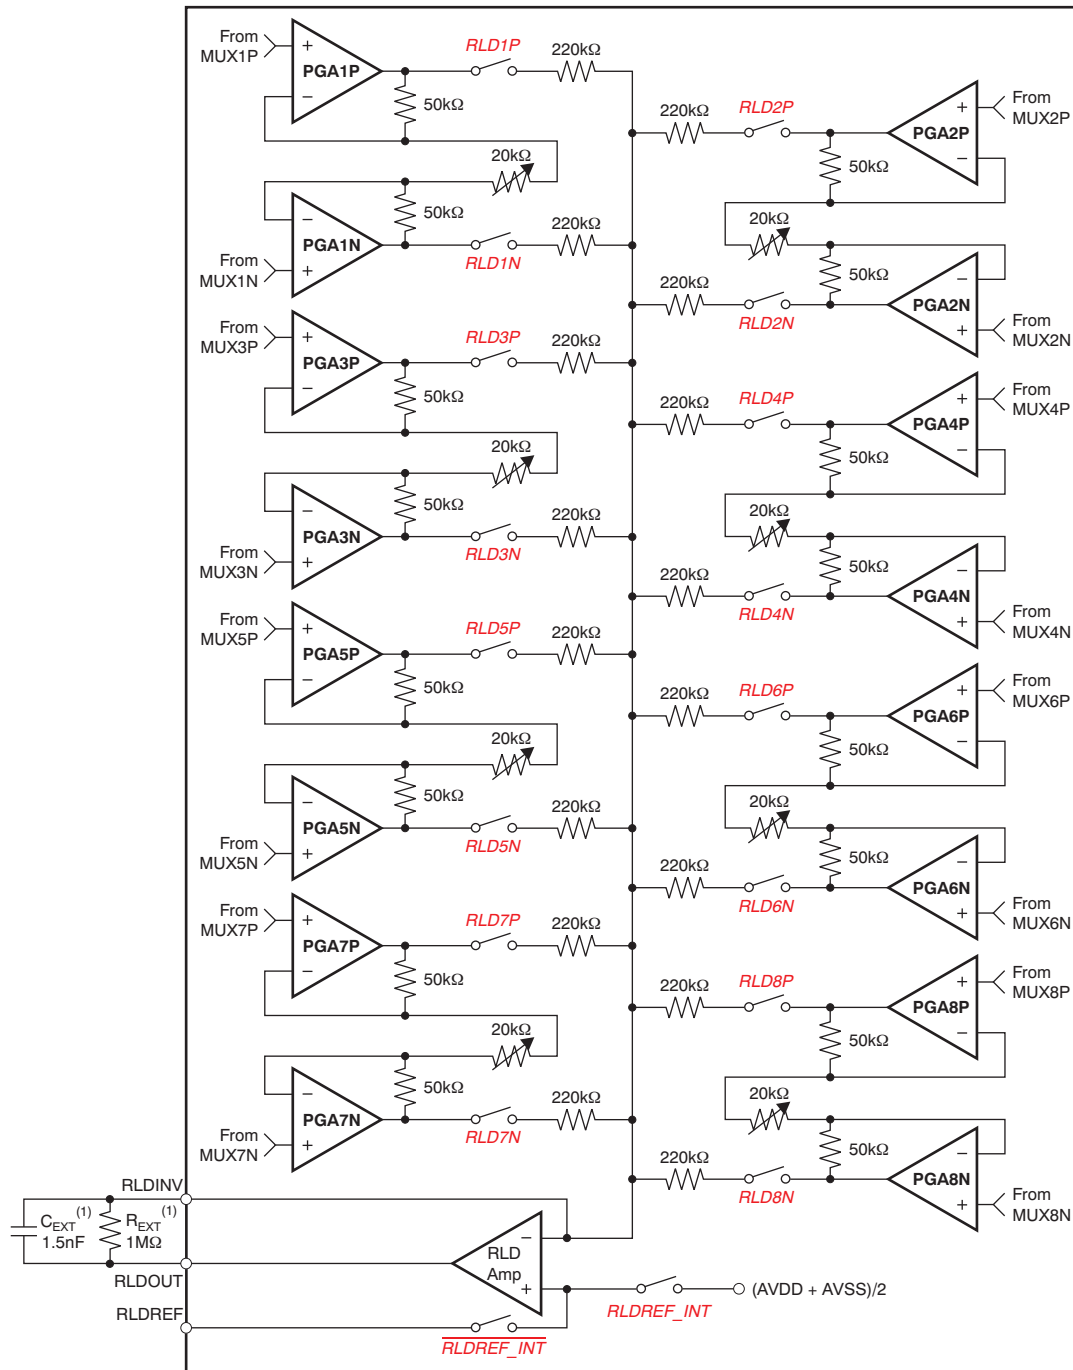 From
MUX1P
+
PGA1P
−
RLD1P
220kΩ
50kΩ
20kΩ
−
PGA1N
+
50kΩ
220kΩ
RLD1N
From
MUX1N
220kΩ
RLD2P
+
PGA2P
−
From
MUX2P
50kΩ
20kΩ
220kΩ
RLD2N
50kΩ
−
PGA2N
+
From
MUX2N
From
MUX3P
+
PGA3P
−
RLD3P
220kΩ
50kΩ
20kΩ
−
PGA3N
+
50kΩ
220kΩ
RLD3N
From
MUX3N
220kΩ
RLD4P
+
PGA4P
−
From
MUX4P
50kΩ
20kΩ
220kΩ
RLD4N
50kΩ
−
PGA4N
+
From
MUX4N
From
MUX5P
+
PGA5P
−
RLD5P
220kΩ
50kΩ
20kΩ
−
PGA5N
+
50kΩ
220kΩ
RLD5N
From
MUX5N
220kΩ
RLD6P
+
PGA6P
−
From
MUX6P
50kΩ
20kΩ
220kΩ
RLD6N
50kΩ
−
PGA6N
+
From
MUX6N
From
MUX7P
+
PGA7P
−
RLD7P
220kΩ
50kΩ
20kΩ
−
PGA7N
+
50kΩ
220kΩ
RLD7N
From
MUX7N
220kΩ
RLD8P
+
PGA8P
−
From
MUX8P
50kΩ
20kΩ
220kΩ
RLD8N
50kΩ
−
PGA8N
+
From
MUX8N
RLDINV
CEXT(1)
1.5nF
REXT(1)
1MΩ
RLDOUT
RLDREF
−
RLD
Amp
+
RLDREF_INT
(AVDD + AVSS)/2
RLDREF_INT